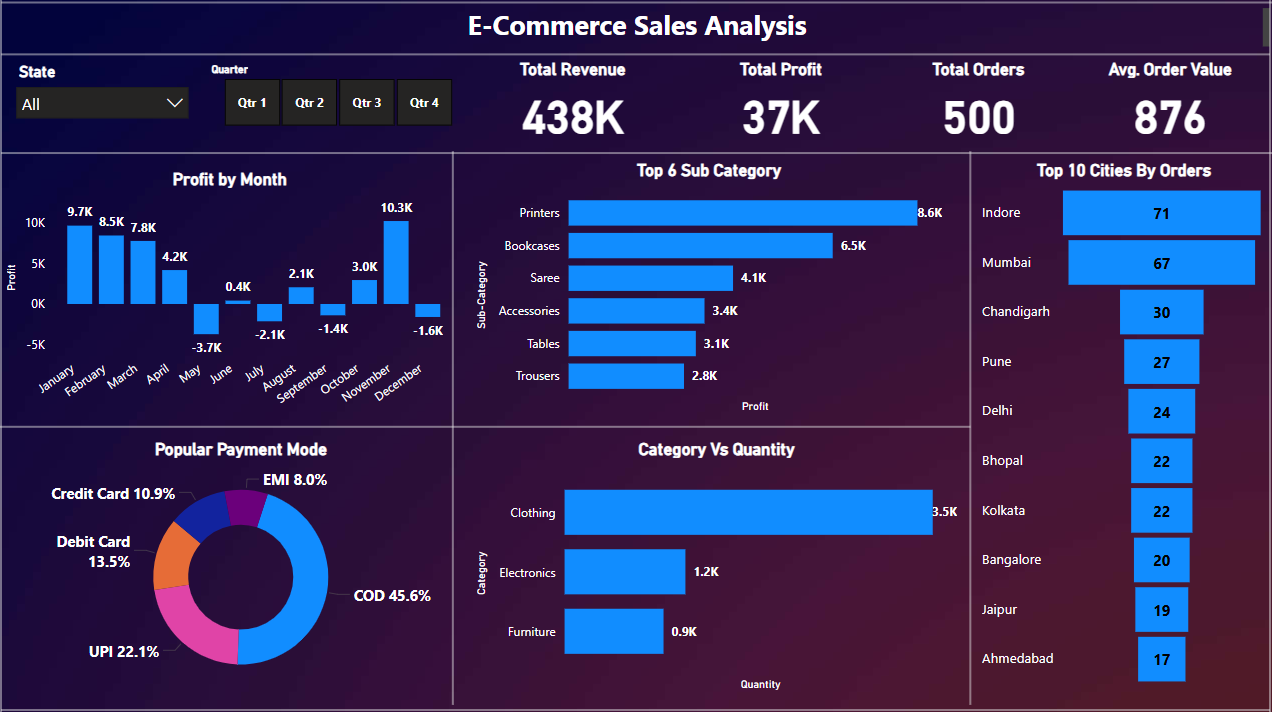 E-Commerce Sales Analysis
State
All
Quarter
Qtr 1
Qtr 2
Qtr 3
Qtr 4
Total Revenue
438K
Total Profit
37K
Total Orders
500
Avg. Order Value
876
Profit by Month
Profit
10K
5K
0K
-5K
9.7K
8.5K
7.8K
4.2K
-3.7K
0.4K
-2.1K
2.1K
-1.4K
3.0K
10.3K
-1.6K
January
February
March
April
May
June
July
August
September
October
November
December
Top 6 Sub Category
Sub-Category
Printers 8.6K
Bookcases 6.5K
Saree 4.1K
Accessories 3.4K
Tables 3.1K
Trousers 2.8K
Profit
Top 10 Cities By Orders
Indore 71
Mumbai 67
Chandigarh 30
Pune 27
Delhi 24
Bhopal 22
Kolkata 22
Bangalore 20
Jaipur 19
Ahmedabad 17
Popular Payment Mode
EMI 8.0%
Credit Card 10.9%
Debit Card
13.5%
COD 45.6%
UPI 22.1%
Category Vs Quantity
Category
Clothing 3.5K
Electronics 1.2K
Furniture 0.9K
Quantity